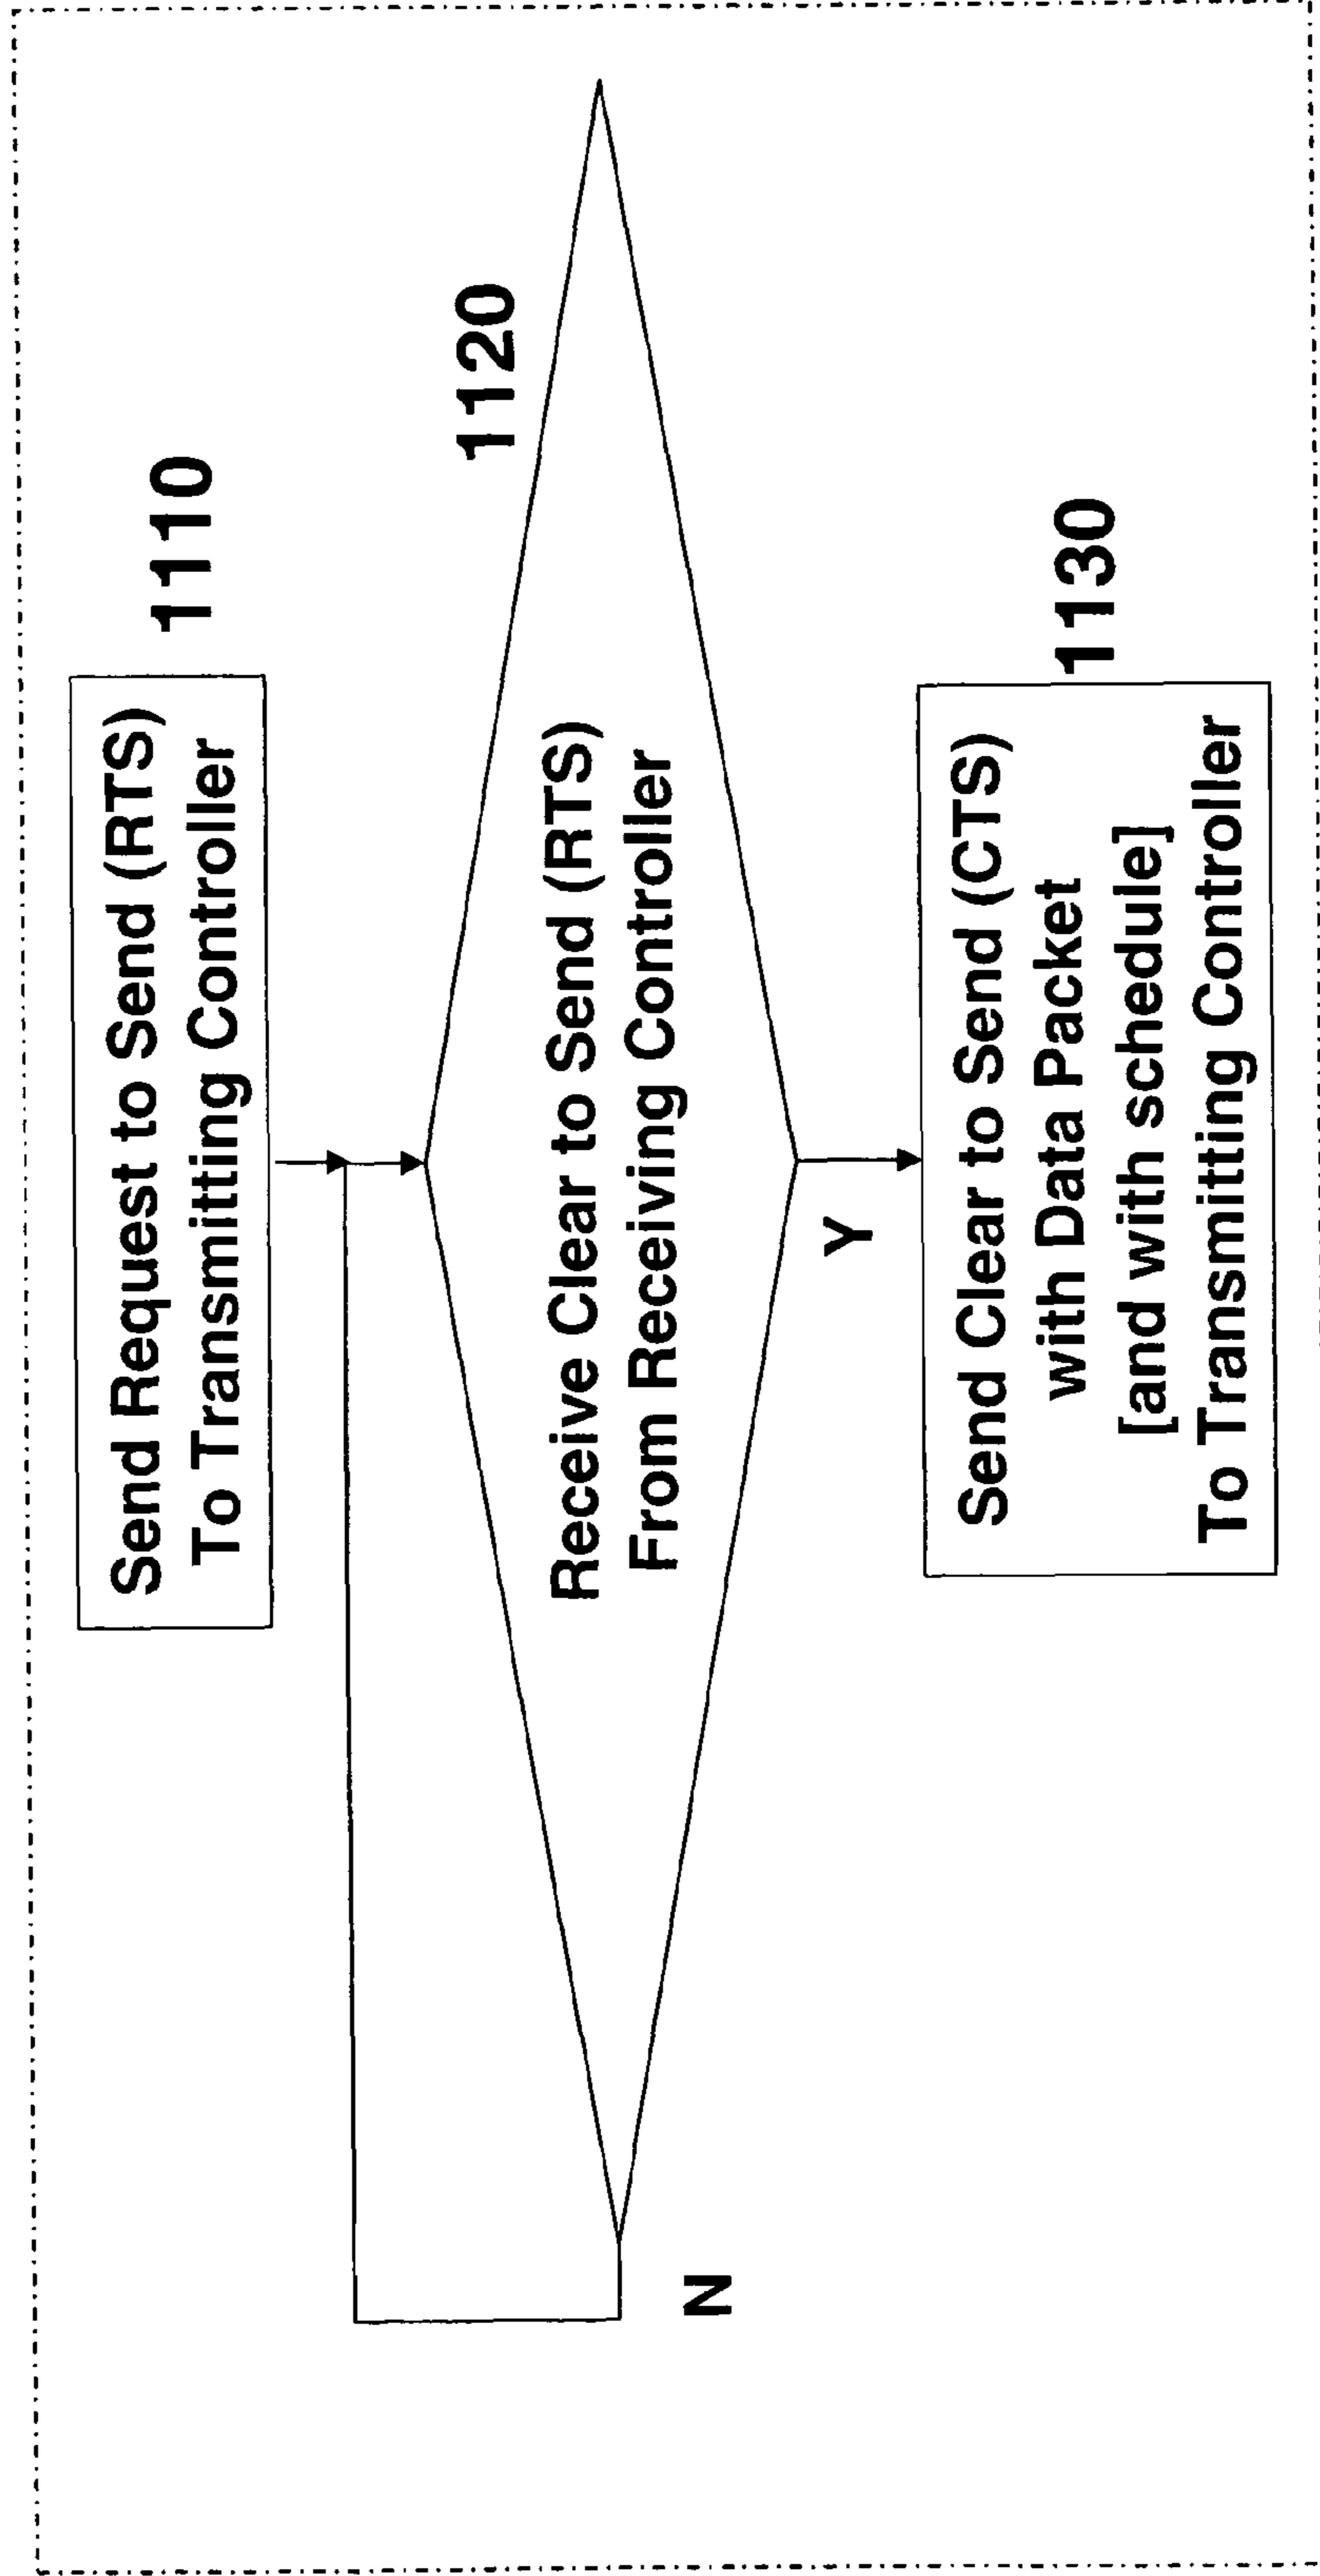 Send Request to Send (RTS)
To Transmitting Controller
1110
1120
Receive Clear to Send (RTS)
From Receiving Controller
N
Y
Send Clear to Send (CTS)
with Data Packet
[and with schedule]
To Transmitting Controller
1130